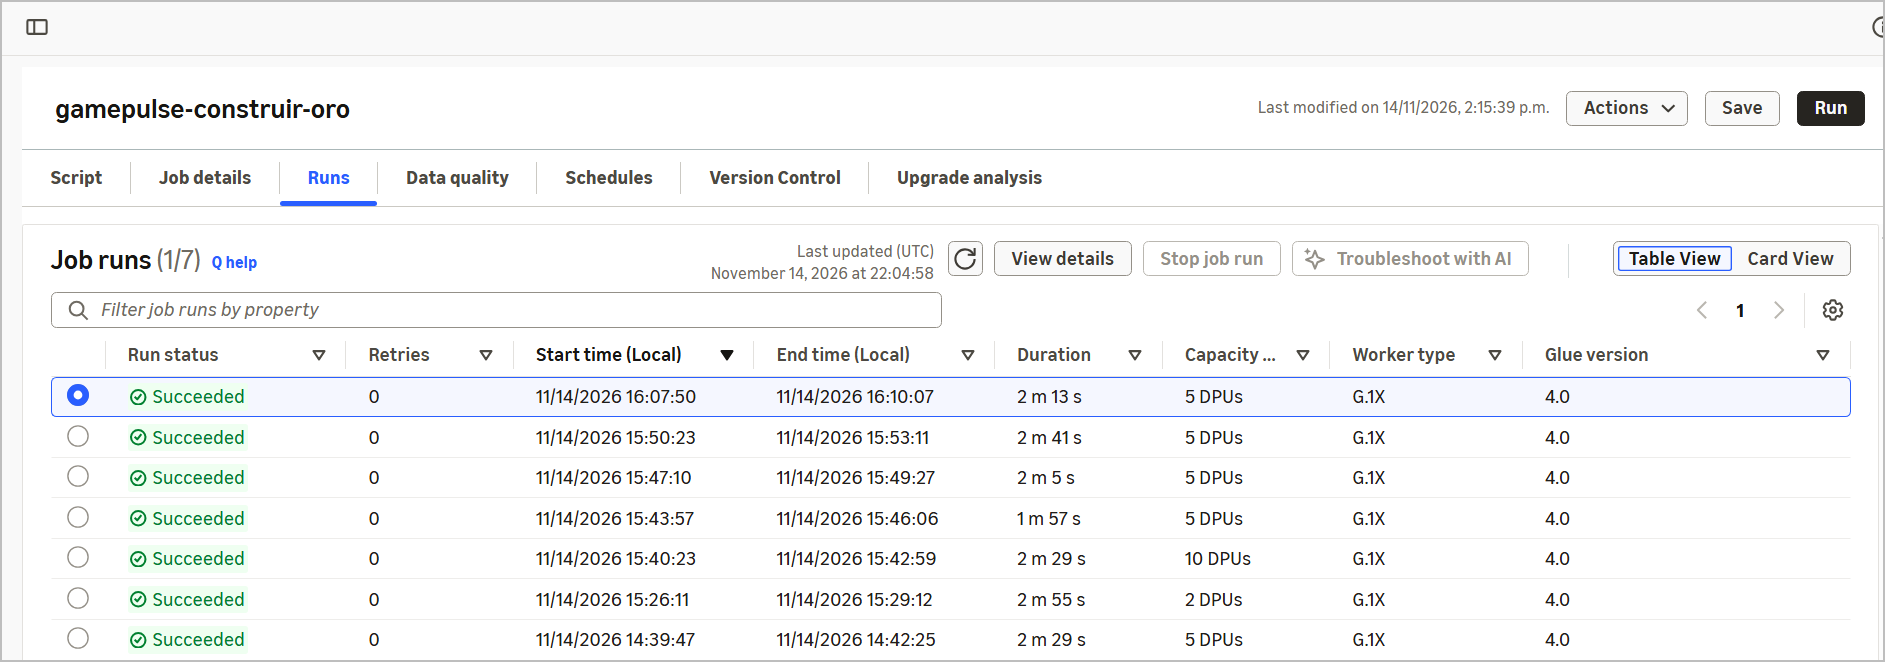 gamepulse-construir-oro
Last modified on 14/11/2026, 2:15:39 p.m.
Actions
Save
Run
Script
Job details
Runs
Data quality
Schedules
Version Control
Upgrade analysis
Job runs (1/7) Q help
Last updated (UTC)
November 14, 2026 at 22:04:58
View details
Stop job run
Troubleshoot with AI
Table View
Card View
Filter job runs by property
1
Run status Retries Start time (Local) End time (Local) Duration Capacity ... Worker type Glue version
Succeeded 0 11/14/2026 16:07:50 11/14/2026 16:10:07 2 m 13 s 5 DPUs G.1X 4.0
Succeeded 0 11/14/2026 15:50:23 11/14/2026 15:53:11 2 m 41 s 5 DPUs G.1X 4.0
Succeeded 0 11/14/2026 15:47:10 11/14/2026 15:49:27 2 m 5 s 5 DPUs G.1X 4.0
Succeeded 0 11/14/2026 15:43:57 11/14/2026 15:46:06 1 m 57 s 5 DPUs G.1X 4.0
Succeeded 0 11/14/2026 15:40:23 11/14/2026 15:42:59 2 m 29 s 10 DPUs G.1X 4.0
Succeeded 0 11/14/2026 15:26:11 11/14/2026 15:29:12 2 m 55 s 2 DPUs G.1X 4.0
Succeeded 0 11/14/2026 14:39:47 11/14/2026 14:42:25 2 m 29 s 5 DPUs G.1X 4.0